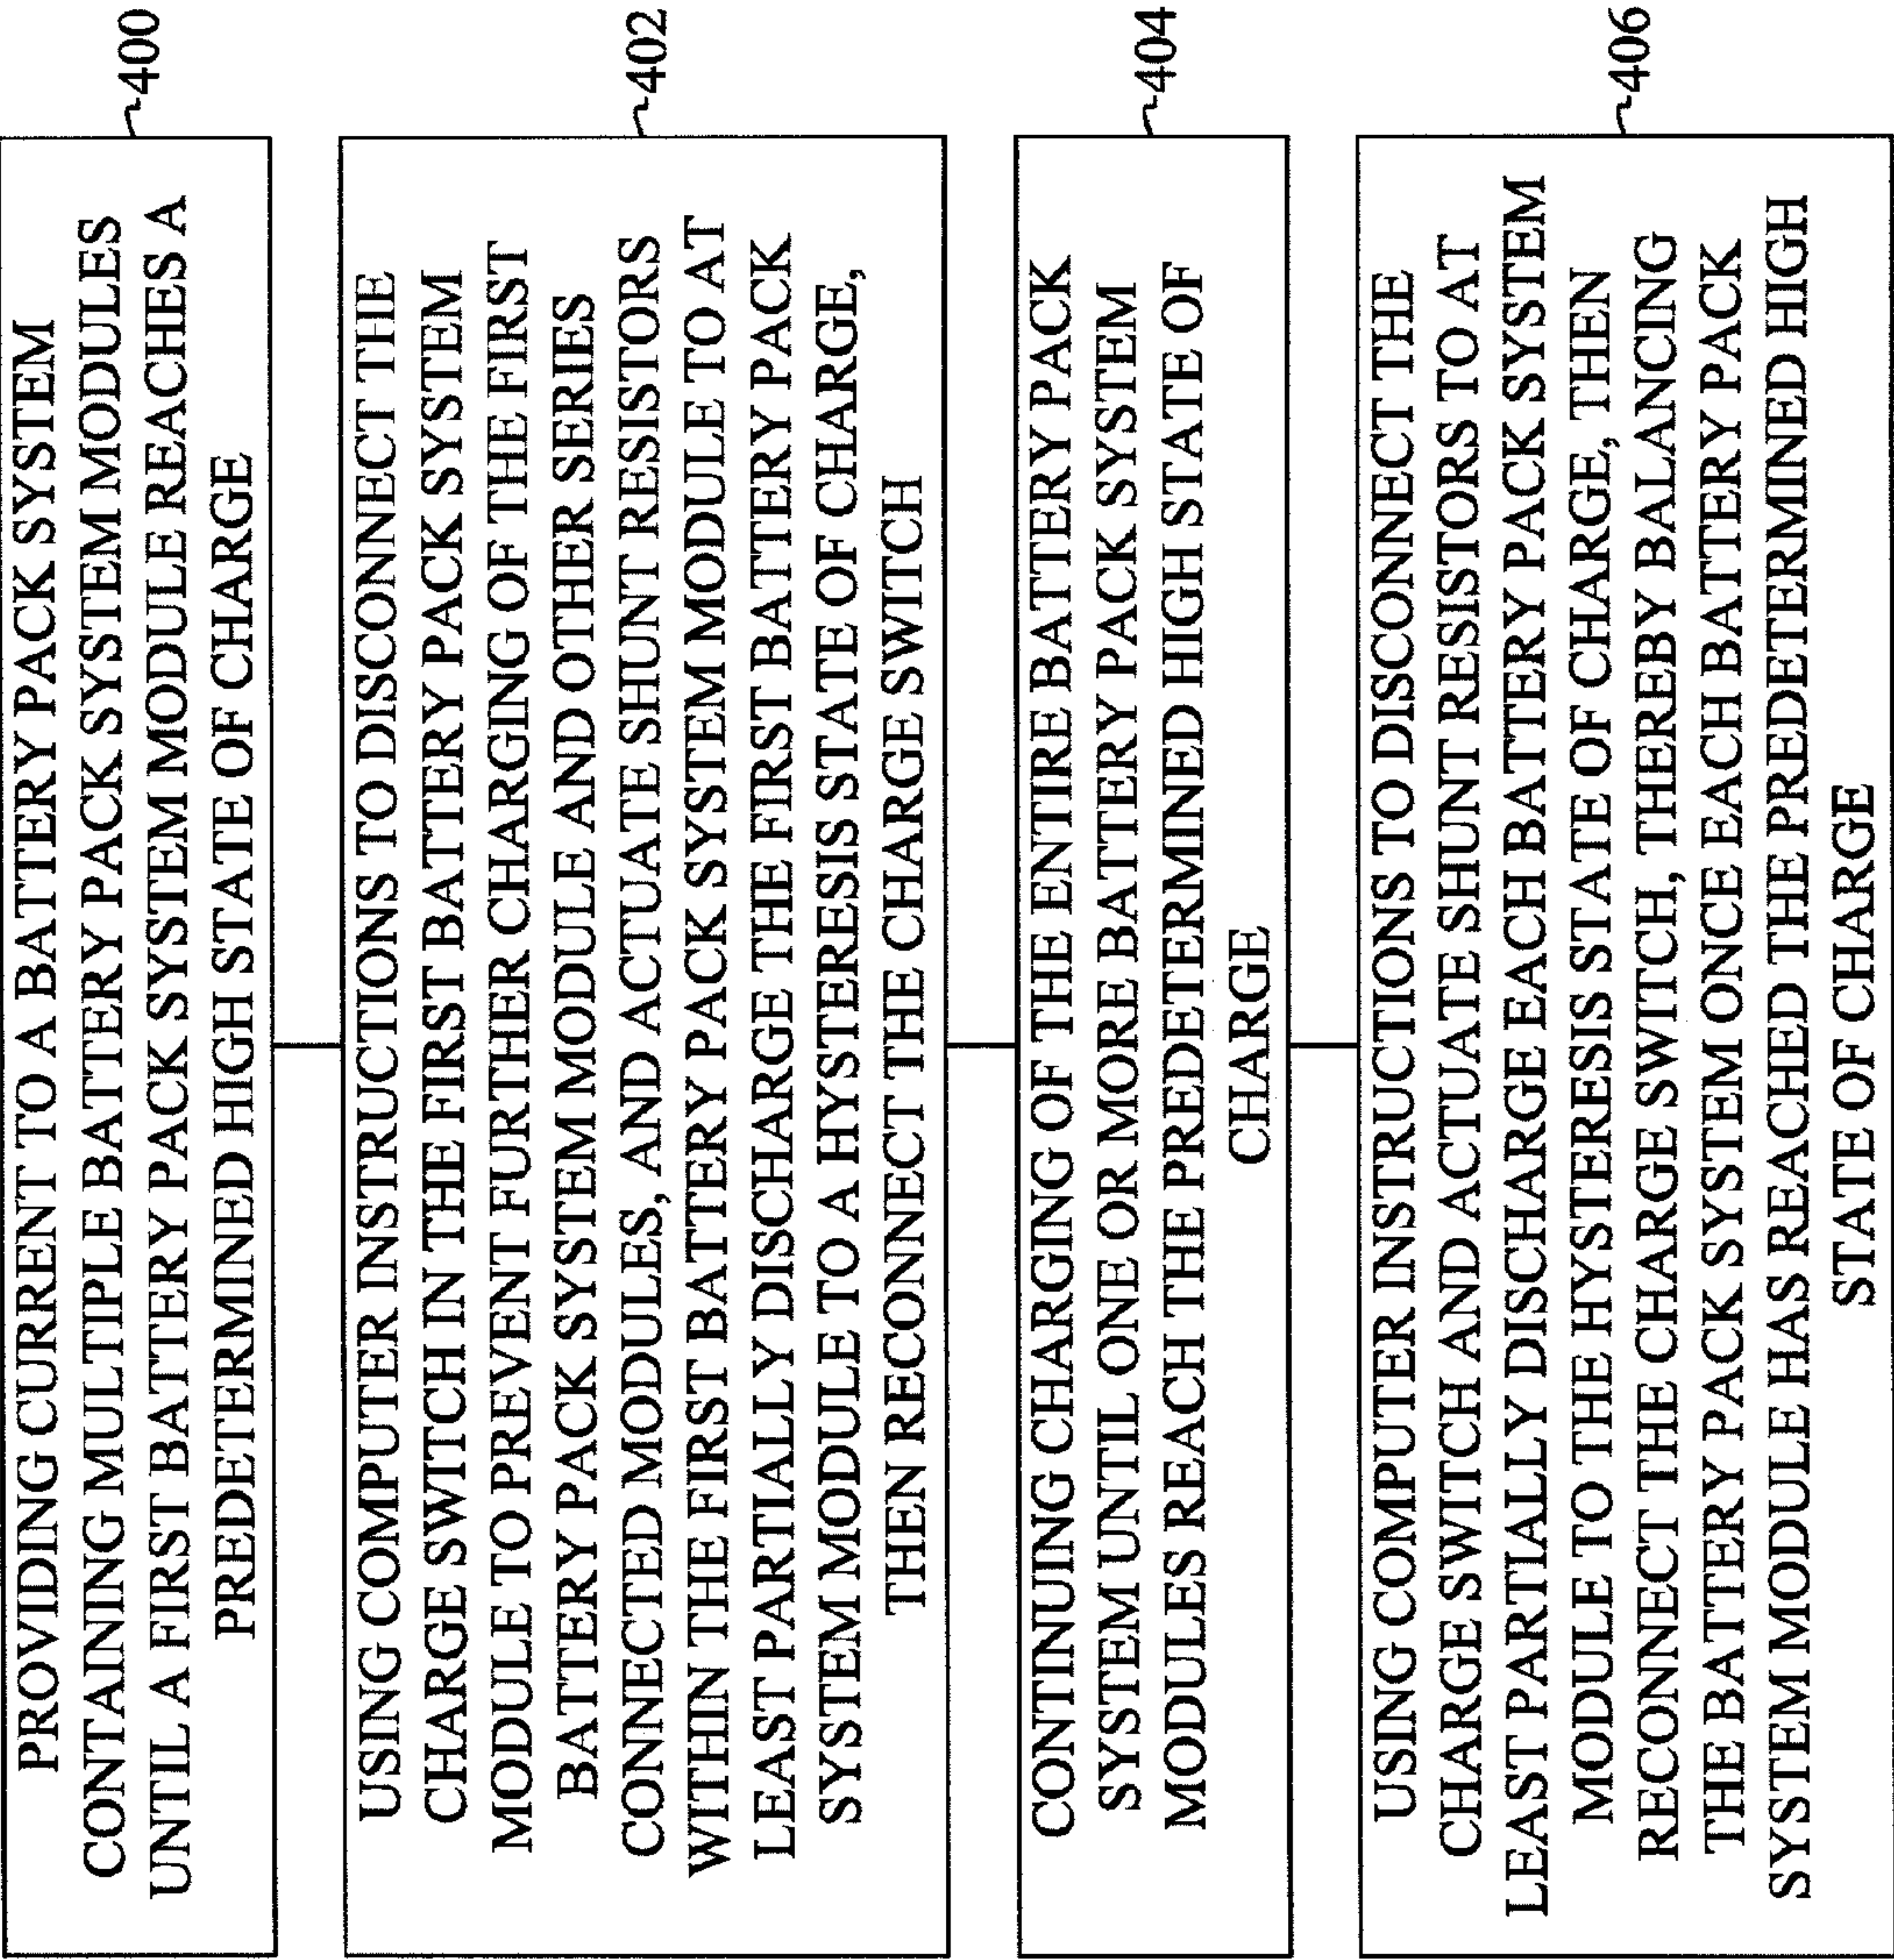 PROVIDING CURRENT TO A BATTERY PACK SYSTEM
CONTAINING MULTIPLE BATTERY PACK SYSTEM MODULES
UNTIL A FIRST BATTERY PACK SYSTEM MODULE REACHES A
PREDETERMINED HIGH STATE OF CHARGE
400
USING COMPUTER INSTRUCTIONS TO DISCONNECT THE
CHARGE SWITCH IN THE FIRST BATTERY PACK SYSTEM
MODULE TO PREVENT FURTHER CHARGING OF THE FIRST
BATTERY PACK SYSTEM MODULE AND OTHER SERIES
CONNECTED MODULES, AND ACTUATE SHUNT RESISTORS
WITHIN THE FIRST BATTERY PACK SYSTEM MODULE TO AT
LEAST PARTIALLY DISCHARGE THE FIRST BATTERY PACK
SYSTEM MODULE TO A HYSTERESIS STATE OF CHARGE,
THEN RECONNECT THE CHARGE SWITCH
402
CONTINUING CHARGING OF THE ENTIRE BATTERY PACK
SYSTEM UNTIL ONE OR MORE BATTERY PACK SYSTEM
MODULES REACH THE PREDETERMINED HIGH STATE OF
CHARGE
404
USING COMPUTER INSTRUCTIONS TO DISCONNECT THE
CHARGE SWITCH AND ACTUATE SHUNT RESISTORS TO AT
LEAST PARTIALLY DISCHARGE EACH BATTERY PACK SYSTEM
MODULE TO THE HYSTERESIS STATE OF CHARGE, THEN
RECONNECT THE CHARGE SWITCH, THEREBY BALANCING
THE BATTERY PACK SYSTEM ONCE EACH BATTERY PACK
SYSTEM MODULE HAS REACHED THE PREDETERMINED HIGH
STATE OF CHARGE
406